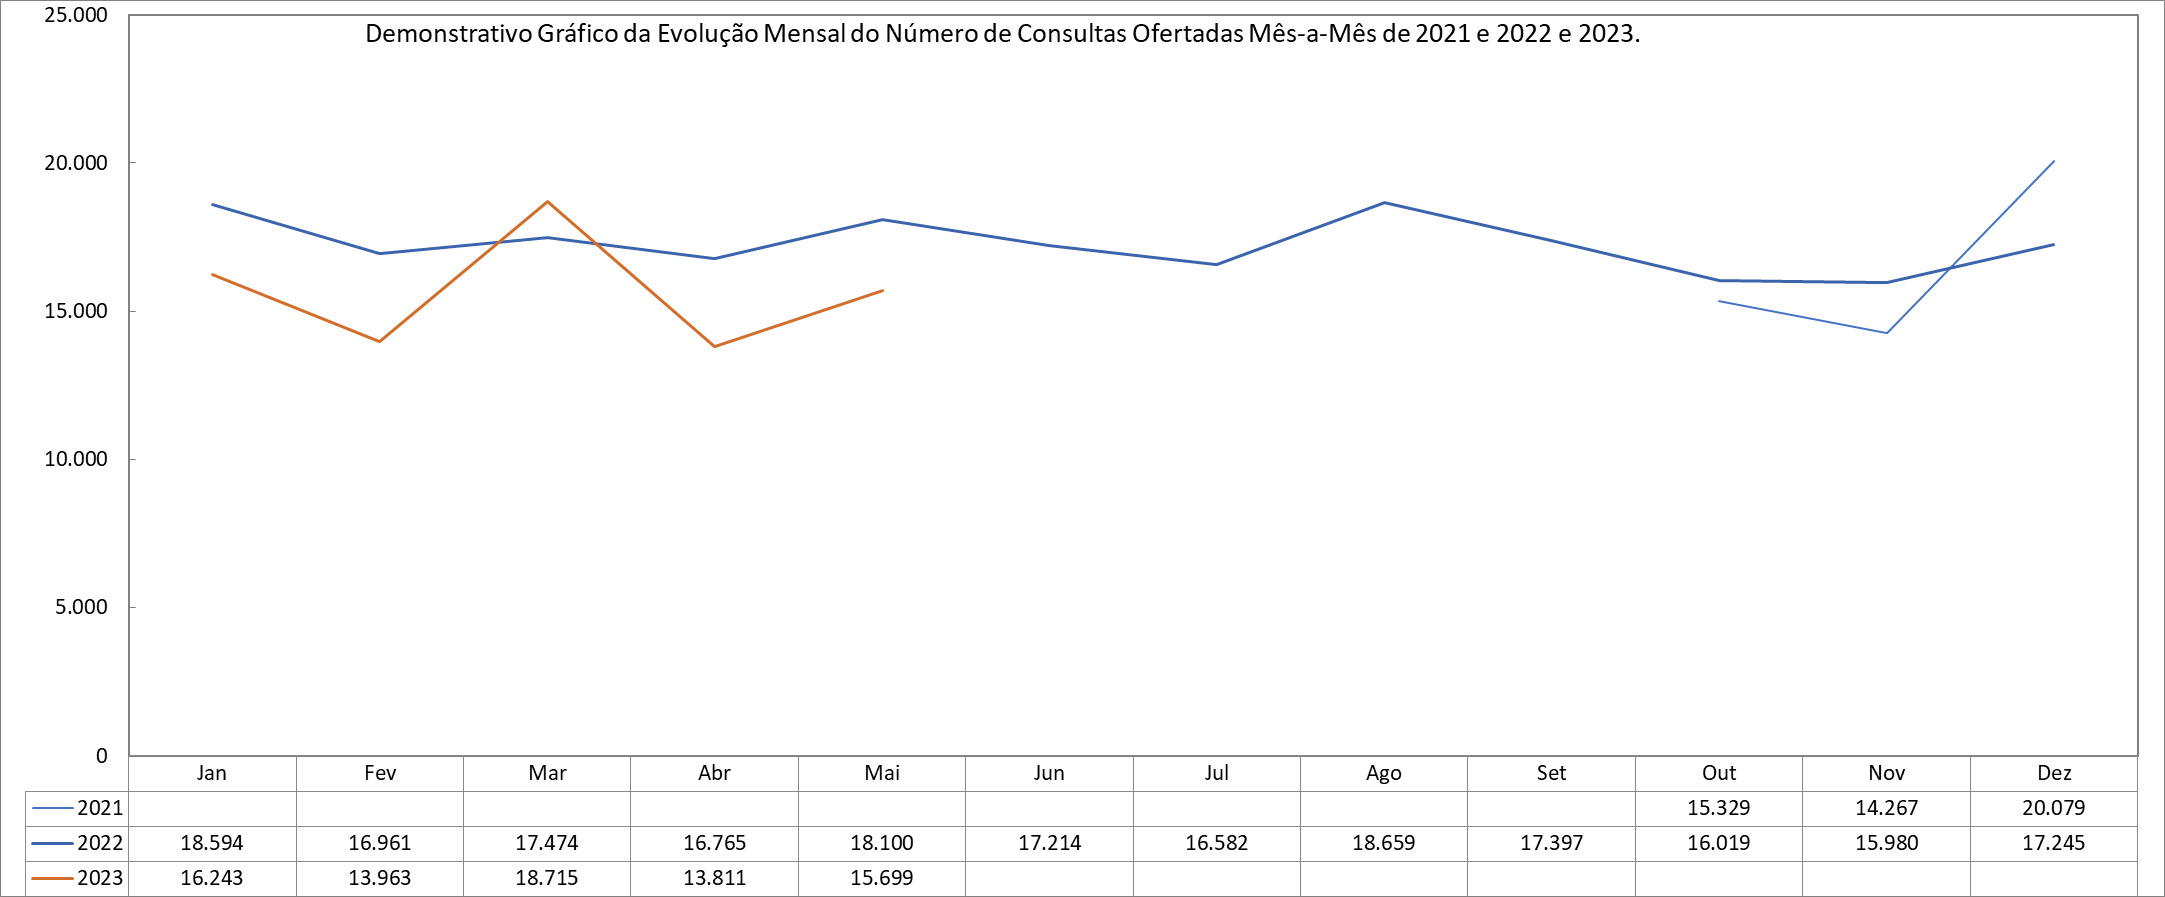 Demonstrativo Gráfico da Evolução Mensal do Número de Consultas Ofertadas Mês-a-Mês de 2021 e 2022 e 2023.
25.000
20.000
15.000
10.000
5.000
0
Jan Fev Mar Abr Mai Jun Jul Ago Set Out Nov Dez
2021 15.329 14.267 20.079
2022 18.594 16.961 17.474 16.765 18.100 17.214 16.582 18.659 17.397 16.019 15.980 17.245
2023 16.243 13.963 18.715 13.811 15.699